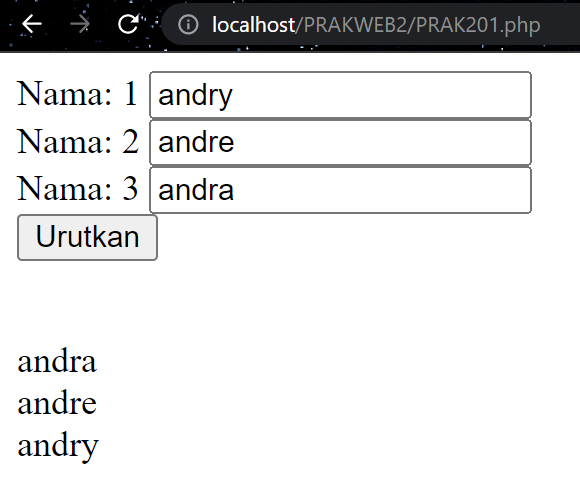 localhost/PRAKWEB2/PRAK201.php
Nama: 1 andry
Nama: 2 andre
Nama: 3 andra
Urutkan
andra
andre
andry